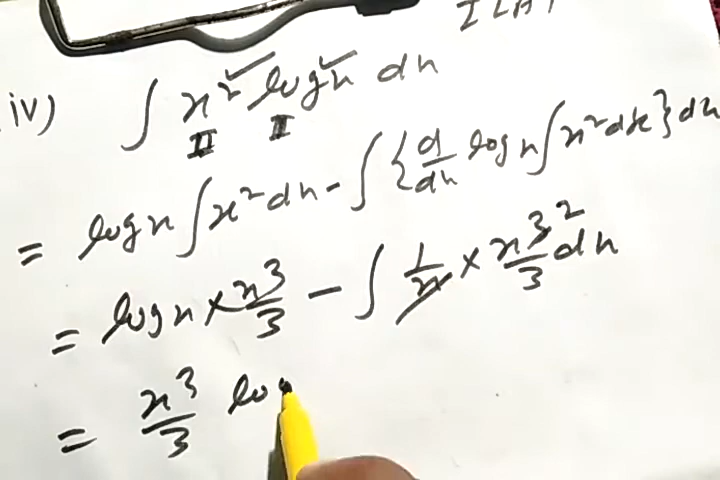 ILAT
iv) ∫ x² log x dx
II I
= log x ∫ x² dx - ∫ { d/dx log x ∫ x² dx } dx
= log x × x³/3 - ∫ 1/x × x³/3 ² dx
= x³/3 log